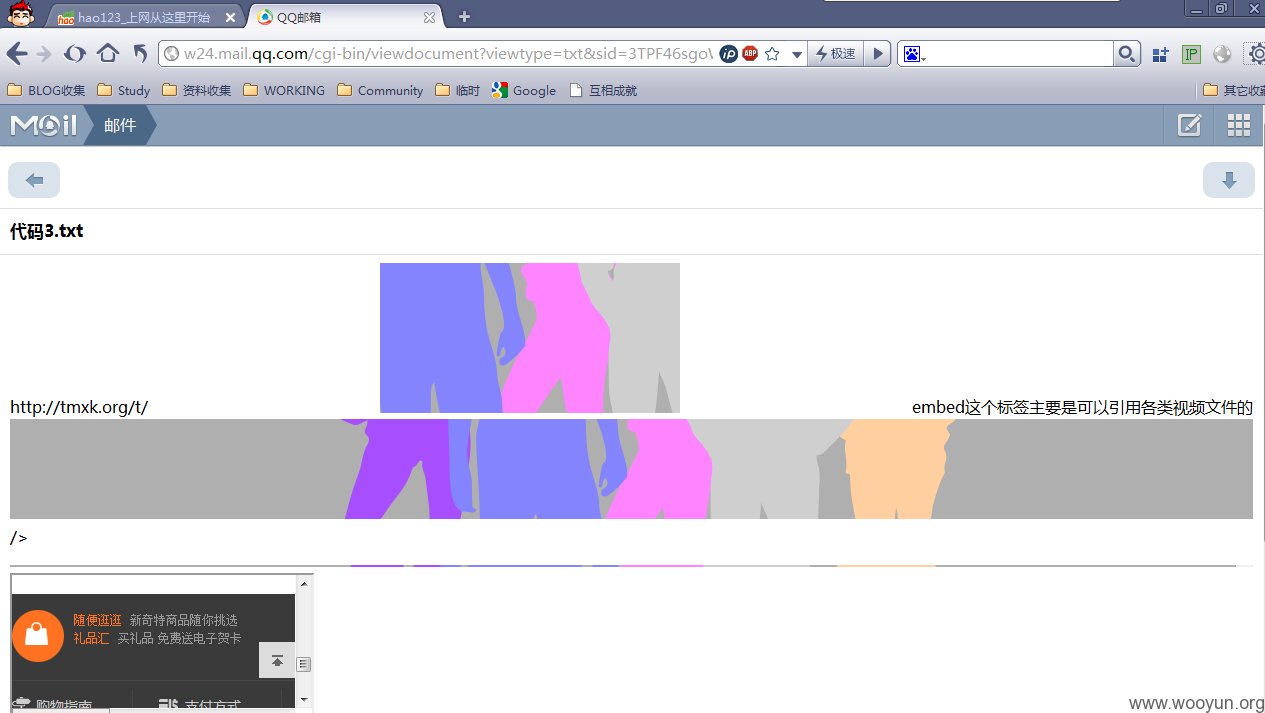 hao123_上网从这里开始
QQ邮箱
w24.mail.qq.com/cgi-bin/viewdocument?viewtype=txt&sid=3TPF46sgo
iP
ABP
极速
BLOG收集
Study
资料收集
WORKING
Community
临时
Google
互相成就
其它收藏
Mail
邮件
代码3.txt
http://tmxk.org/t/
embed这个标签主要是可以引用各类视频文件的
/>
随便逛逛 新奇特商品随你挑选
礼品汇 买礼品 免费送电子贺卡
购物指南
支付方式
www.wooyun.org